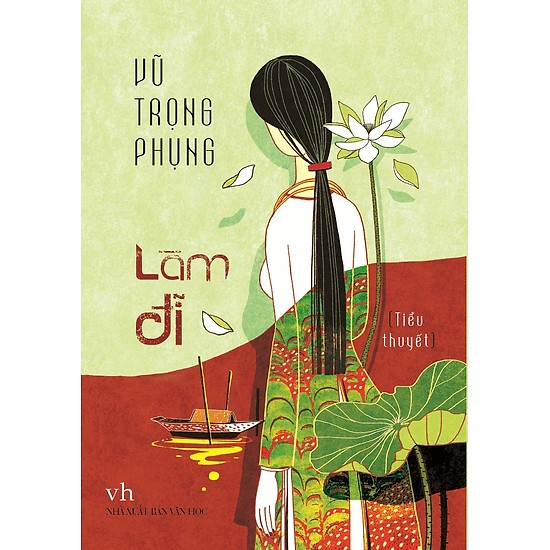 VŨ
TRỌNG
PHỤNG
Làm
đĩ
[Tiểu
thuyết]
vh
NHÀ XUẤT BẢN VĂN HỌC